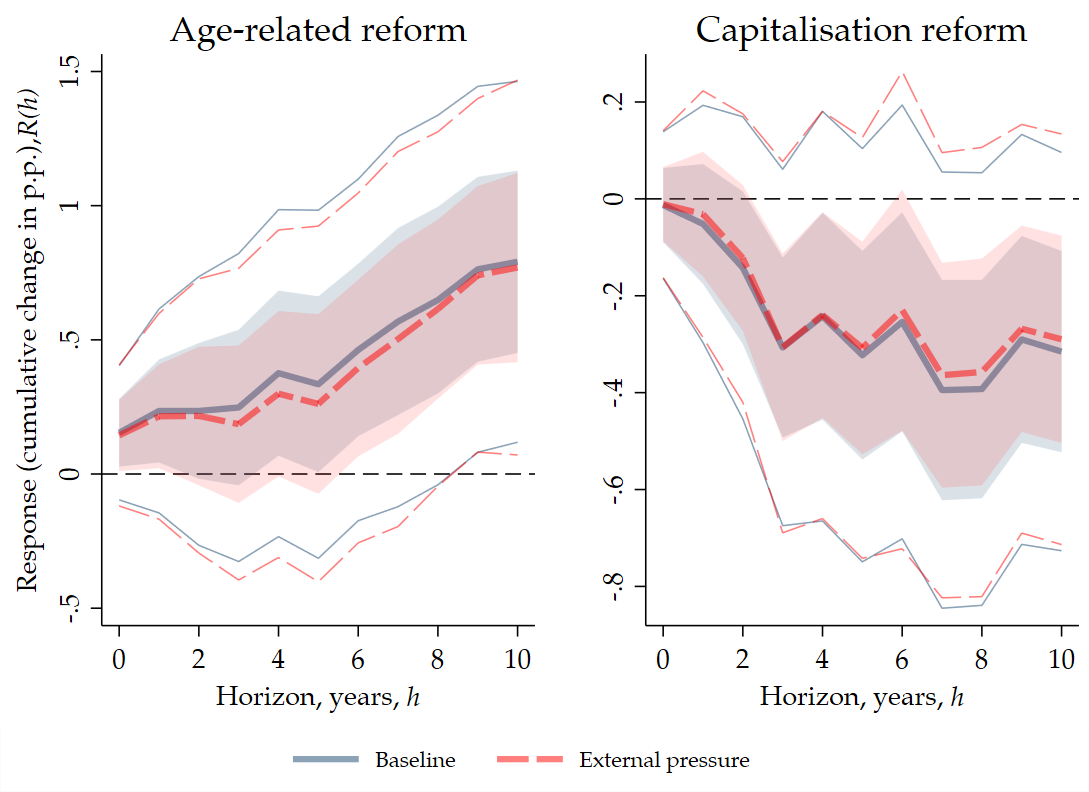 Age-related reform
Capitalisation reform
Response (cumulative change in p.p.),R(h)
1.5
1
.5
0
-.5
.2
0
-.2
-.4
-.6
-.8
0 2 4 6 8 10
0 2 4 6 8 10
Horizon, years, h
Horizon, years, h
Baseline
External pressure